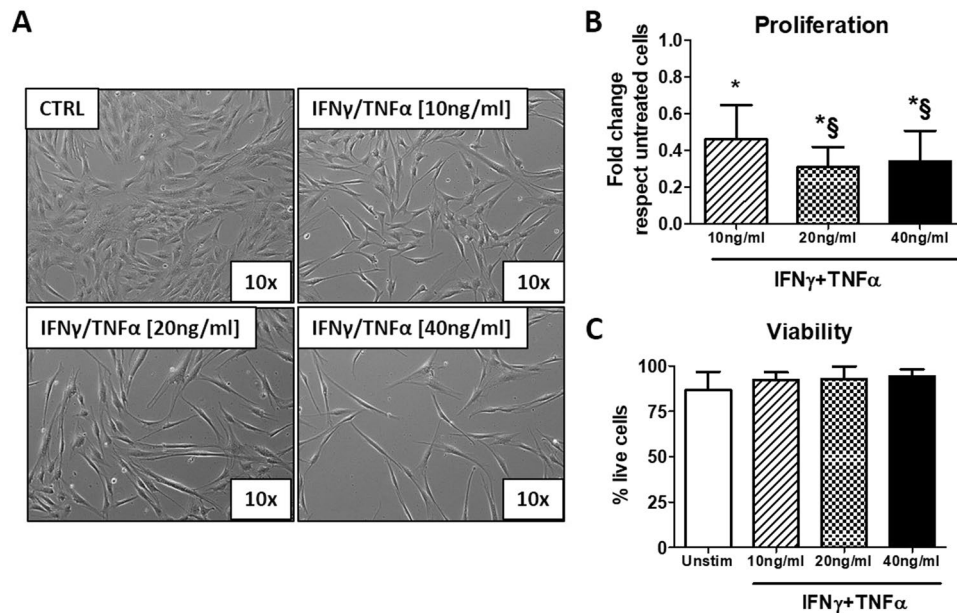 A
CTRL
10x
IFNγ/TNFα [10ng/ml]
10x
IFNγ/TNFα [20ng/ml]
10x
IFNγ/TNFα [40ng/ml]
10x
B
Proliferation
Fold change
respect untreated cells
1.0
0.8
0.6
0.4
0.2
0.0
*
*§
*§
10ng/ml 20ng/ml 40ng/ml
IFNγ+TNFα
C
Viability
% live cells
100
75
50
25
0
Unstim 10ng/ml 20ng/ml 40ng/ml
IFNγ+TNFα